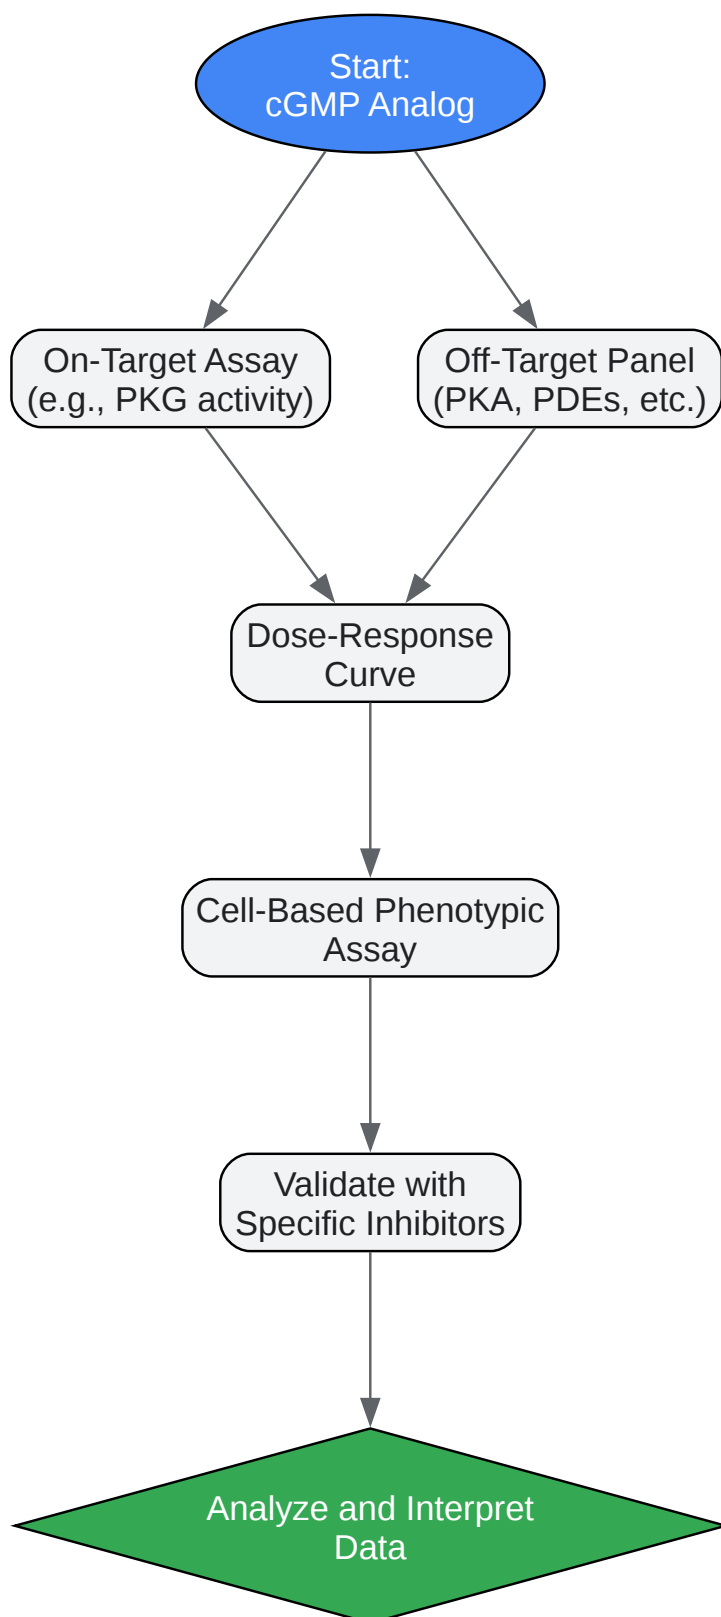 Start:
cGMP Analog
On-Target Assay
(e.g., PKG activity)
Off-Target Panel
(PKA, PDEs, etc.)
Dose-Response
Curve
Cell-Based Phenotypic
Assay
Validate with
Specific Inhibitors
Analyze and Interpret
Data